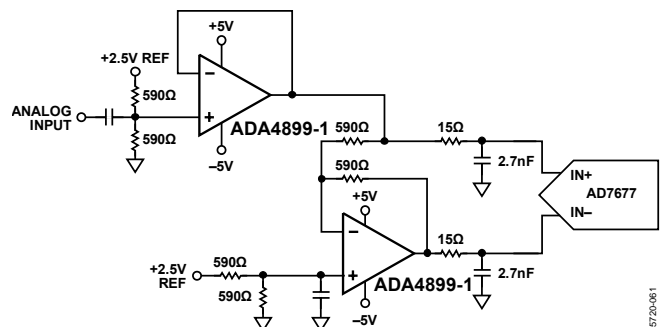 +5V
+2.5V REF
590Ω
ANALOG
INPUT
−
+
590Ω
ADA4899-1
−5V
590Ω
15Ω
590Ω
2.7nF
IN+
AD7677
IN−
+5V
−
15Ω
+2.5V
REF
590Ω
+
590Ω
ADA4899-1
2.7nF
−5V
5720-061